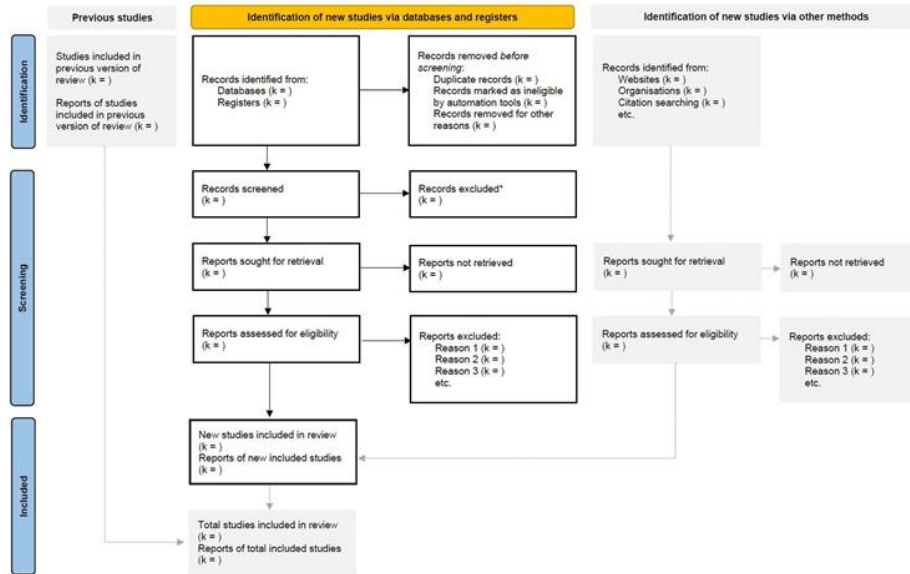 Previous studies
Identification of new studies via databases and registers
Identification of new studies via other methods
Identification
Studies included in
previous version of
review (k = )
Reports of studies
included in previous
version of review (k = )
Records identified from:
Databases (k = )
Registers (k = )
Records removed before
screening:
Duplicate records (k = )
Records marked as ineligible
by automation tools (k = )
Records removed for other
reasons (k = )
Records identified from:
Websites (k = )
Organisations (k = )
Citation searching (k = )
etc.
Screening
Records screened
(k = )
Records excluded*
(k = )
Reports sought for retrieval
(k = )
Reports not retrieved
(k = )
Reports sought for retrieval
(k = )
Reports not retrieved
(k = )
Reports assessed for eligibility
(k = )
Reports excluded:
Reason 1 (k = )
Reason 2 (k = )
Reason 3 (k = )
etc.
Reports assessed for eligibility
(k = )
Reports excluded:
Reason 1 (k = )
Reason 2 (k = )
Reason 3 (k = )
etc.
Included
New studies included in review
(k = )
Reports of new included studies
(k = )
Total studies included in review
(k = )
Reports of total included studies
(k = )